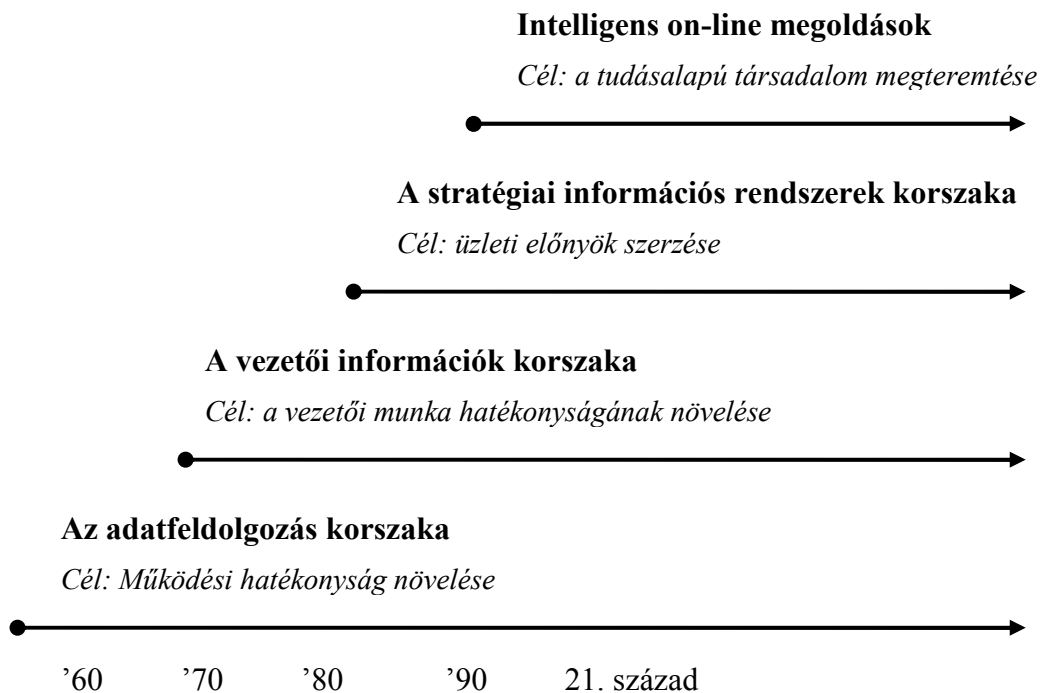 Intelligens on-line megoldások
Cél: a tudásalapú társadalom megteremtése
A stratégiai információs rendszerek korszaka
Cél: üzleti előnyök szerzése
A vezetői információk korszaka
Cél: a vezetői munka hatékonyságának növelése
Az adatfeldolgozás korszaka
Cél: Működési hatékonyság növelése
’60 ’70 ’80 ’90 21. század